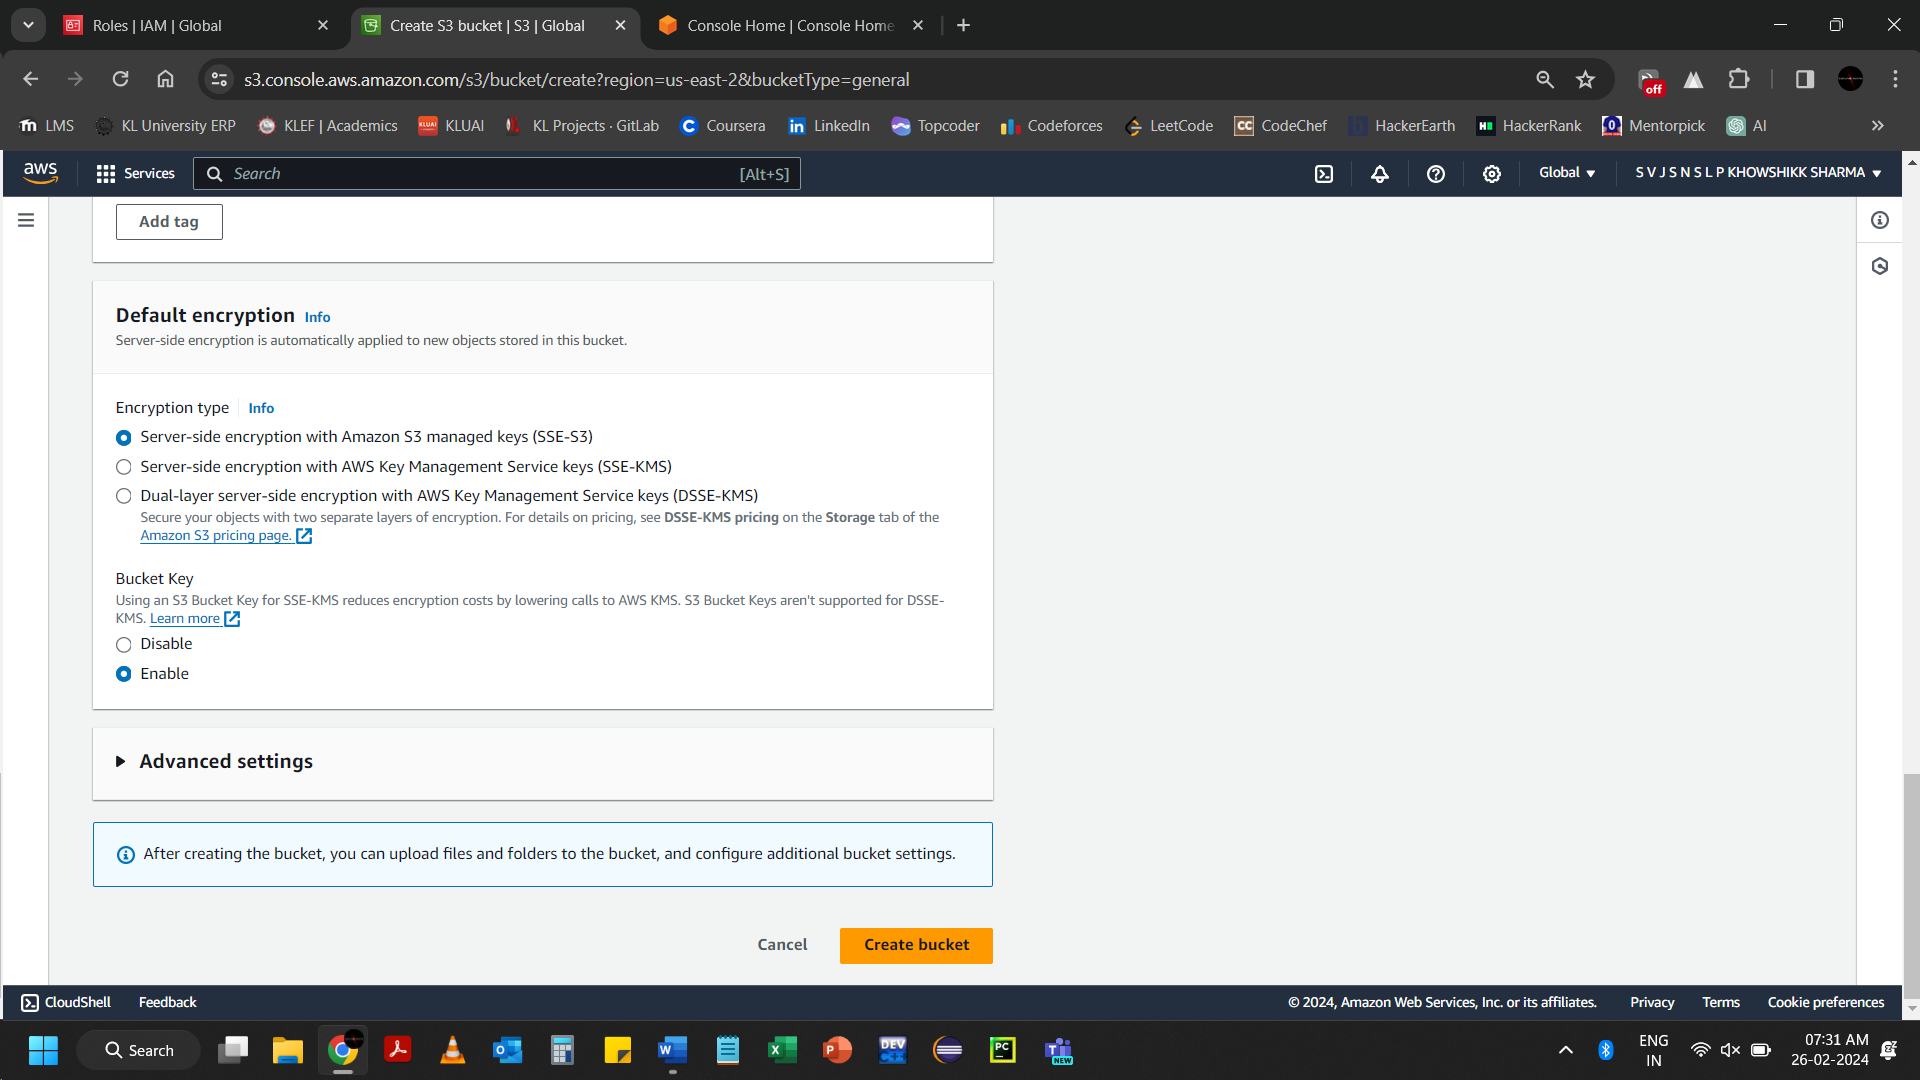 Roles | IAM | Global
Create S3 bucket | S3 | Global
Console Home | Console Home
s3.console.aws.amazon.com/s3/bucket/create?region=us-east-2&bucketType=general
off
LMS
KL University ERP
KLEF | Academics
KLUAI
KLUAI
KL Projects · GitLab
Coursera
LinkedIn
Topcoder
Codeforces
LeetCode
CC
CodeChef
HackerEarth
HackerRank
Mentorpick
AI
aws
Services
Search
[Alt+S]
Global
S V J S N S L P KHOWSHIKK SHARMA
Add tag
Default encryption Info
Server-side encryption is automatically applied to new objects stored in this bucket.
Encryption type Info
Server-side encryption with Amazon S3 managed keys (SSE-S3)
Server-side encryption with AWS Key Management Service keys (SSE-KMS)
Dual-layer server-side encryption with AWS Key Management Service keys (DSSE-KMS)
Secure your objects with two separate layers of encryption. For details on pricing, see DSSE-KMS pricing on the Storage tab of the
Amazon S3 pricing page.
Bucket Key
Using an S3 Bucket Key for SSE-KMS reduces encryption costs by lowering calls to AWS KMS. S3 Bucket Keys aren't supported for DSSE-
KMS. Learn more
Disable
Enable
Advanced settings
After creating the bucket, you can upload files and folders to the bucket, and configure additional bucket settings.
Cancel
Create bucket
CloudShell
Feedback
© 2024, Amazon Web Services, Inc. or its affiliates.
Privacy
Terms
Cookie preferences
Search
DEV
PC
NEW
ENG
IN
07:31 AM
26-02-2024